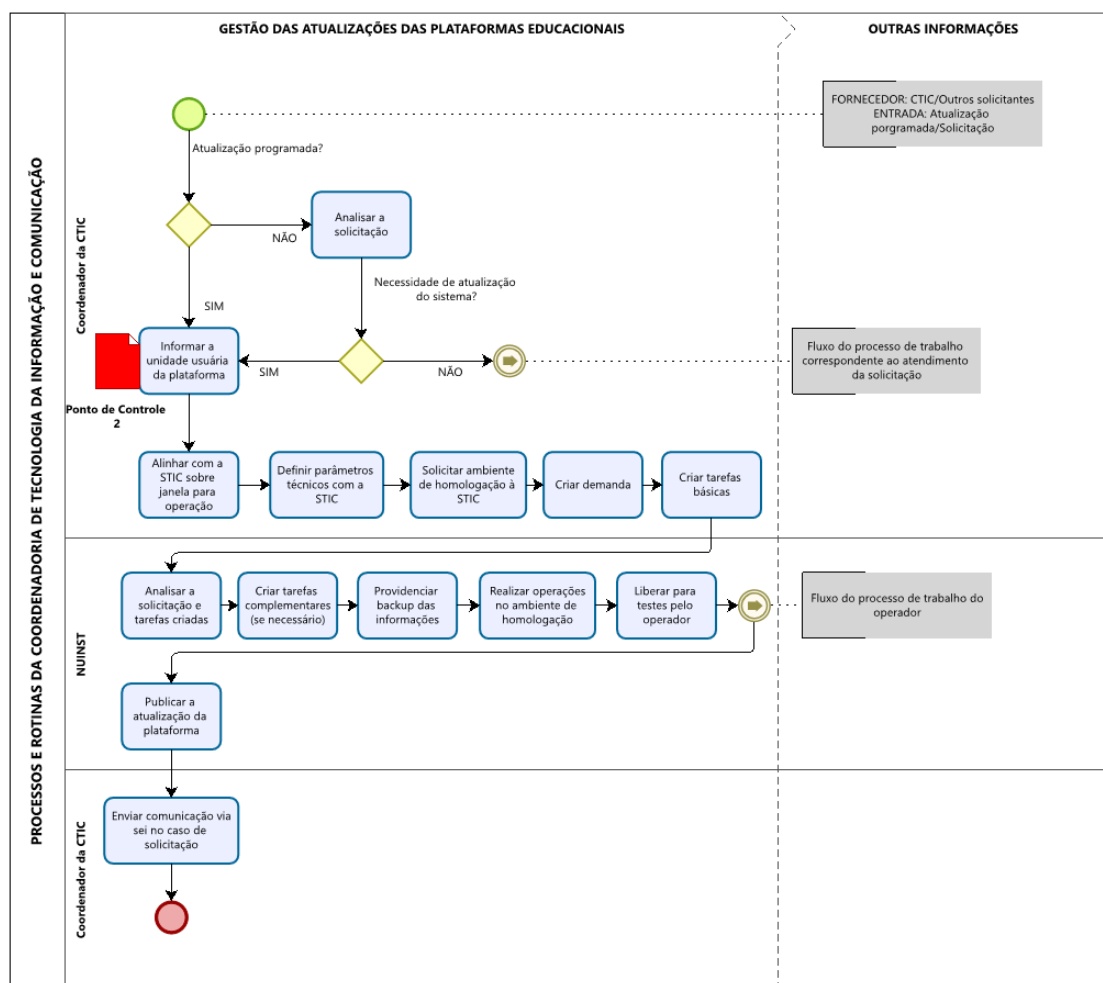 PROCESSOS E ROTINAS DA COORDENADORIA DE TECNOLOGIA DA INFORMAÇÃO E COMUNICAÇÃO
GESTÃO DAS ATUALIZAÇÕES DAS PLATAFORMAS EDUCACIONAIS
OUTRAS INFORMAÇÕES
Coordenador da CTIC
FORNECEDOR: CTIC/Outros solicitantes
ENTRADA: Atualização
porgramada/Solicitação
Atualização programada?
NÃO
Analisar a
solicitação
SIM
Necessidade de atualização
do sistema?
Informar a
unidade usuária
da plataforma
SIM
NÃO
Fluxo do processo de trabalho
correspondente ao atendimento
da solicitação
Ponto de Controle
2
Alinhar com a
STIC sobre
janela para
operação
Definir parâmetros
técnicos com a
STIC
Solicitar ambiente
de homologação à
STIC
Criar demanda
Criar tarefas
básicas
NUINST
Analisar a
solicitação e
tarefas criadas
Criar tarefas
complementares
(se necessário)
Providenciar
backup das
informações
Realizar operações
no ambiente de
homologação
Liberar para
testes pelo
operador
Fluxo do processo de trabalho do
operador
Publicar a
atualização da
plataforma
Coordenador da CTIC
Enviar comunicação via
sei no caso de
solicitação